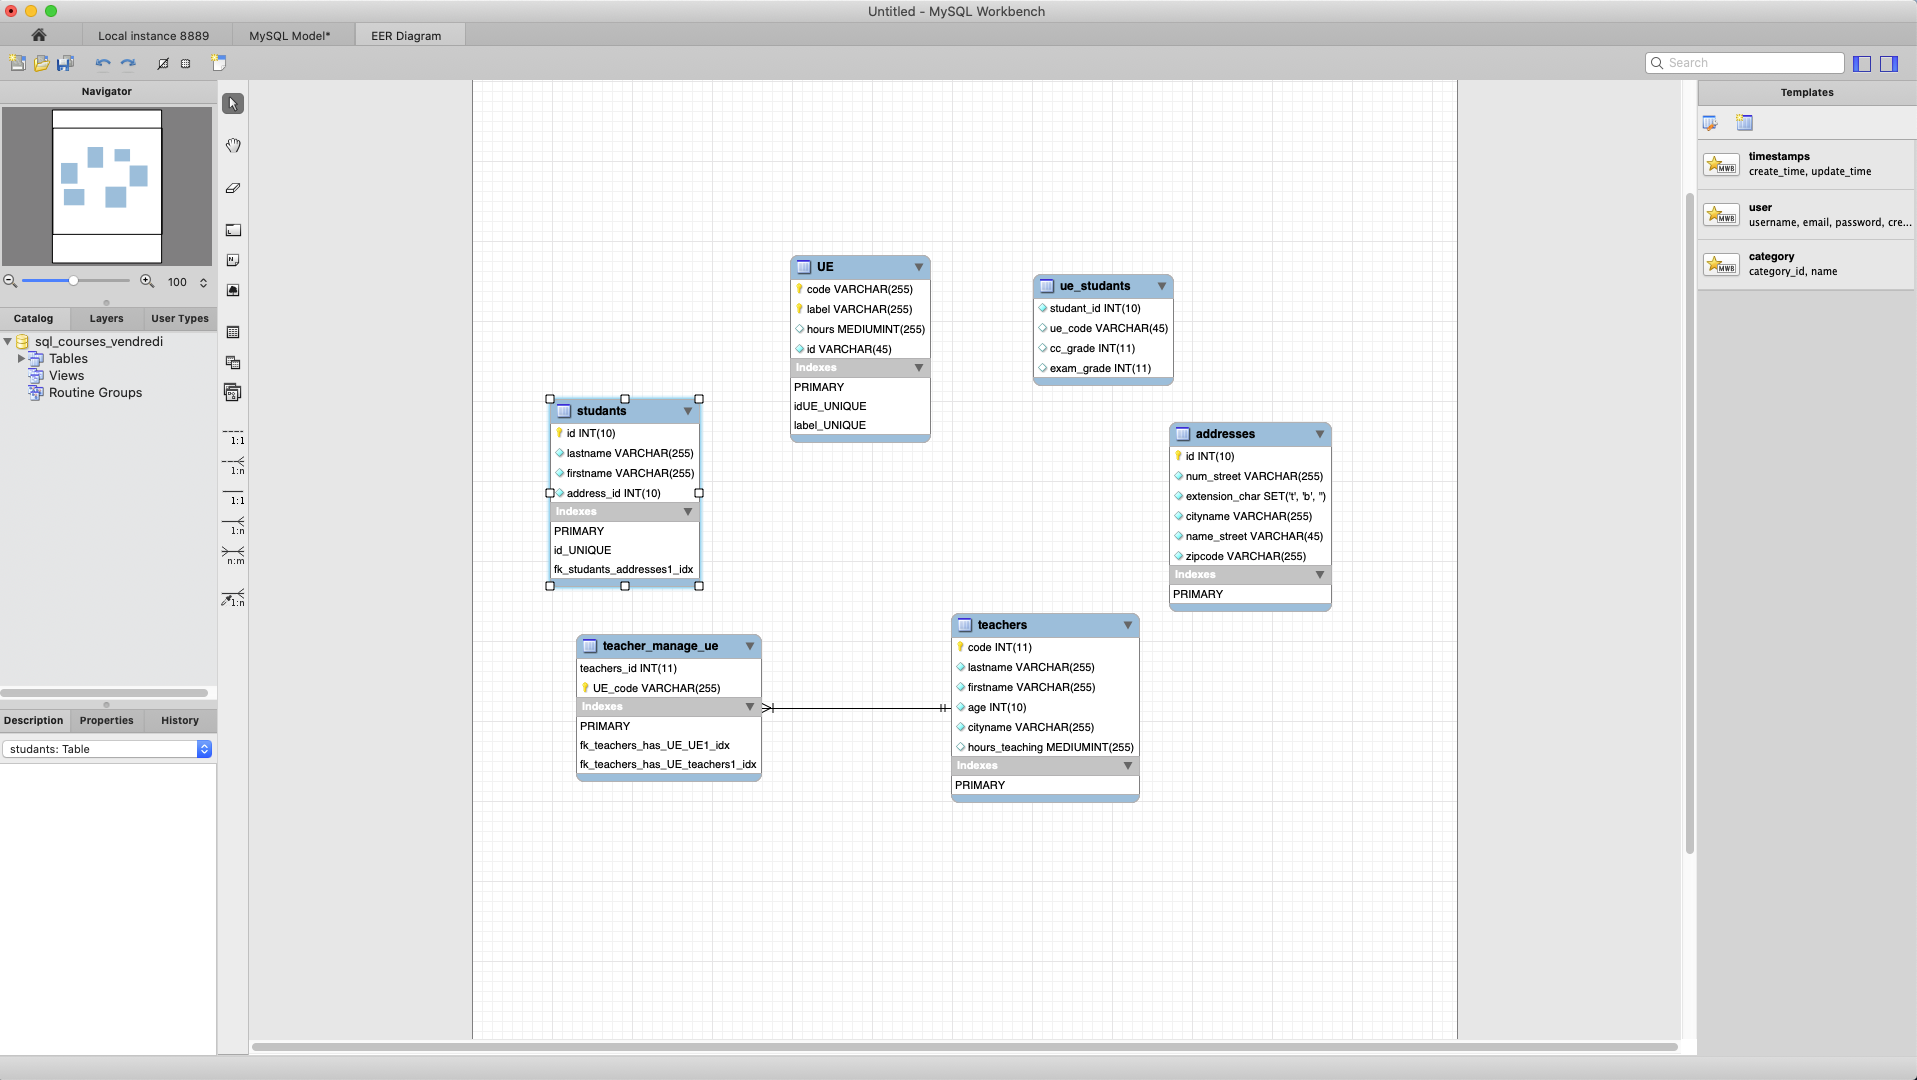 Untitled - MySQL Workbench
Local instance 8889
MySQL Model*
EER Diagram
Search
Navigator
100
Catalog
Layers
User Types
sql_courses_vendredi
Tables
Views
Routine Groups
Description
Properties
History
students: Table
1:1
1:n
1:1
1:n
n:m
1:n
UE
code VARCHAR(255)
label VARCHAR(255)
hours MEDIUMINT(255)
id VARCHAR(45)
Indexes
PRIMARY
idUE_UNIQUE
label_UNIQUE
ue_studants
studant_id INT(10)
ue_code VARCHAR(45)
cc_grade INT(11)
exam_grade INT(11)
studants
id INT(10)
lastname VARCHAR(255)
firstname VARCHAR(255)
address_id INT(10)
Indexes
PRIMARY
id_UNIQUE
fk_studants_addresses1_idx
addresses
id INT(10)
num_street VARCHAR(255)
extension_char SET('t', 'b', '')
cityname VARCHAR(255)
name_street VARCHAR(45)
zipcode VARCHAR(255)
Indexes
PRIMARY
teacher_manage_ue
teachers_id INT(11)
UE_code VARCHAR(255)
Indexes
PRIMARY
fk_teachers_has_UE_UE1_idx
fk_teachers_has_UE_teachers1_idx
teachers
code INT(11)
lastname VARCHAR(255)
firstname VARCHAR(255)
age INT(10)
cityname VARCHAR(255)
hours_teaching MEDIUMINT(255)
Indexes
PRIMARY
Templates
MWB
timestamps
create_time, update_time
MWB
user
username, email, password, cre...
MWB
category
category_id, name